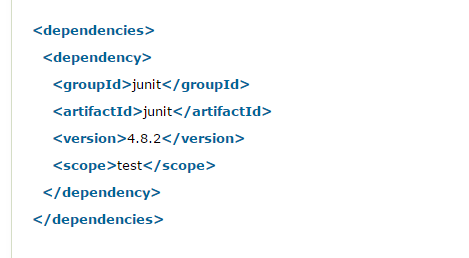 <dependencies>
<dependency>
<groupId>junit</groupId>
<artifactId>junit</artifactId>
<version>4.8.2</version>
<scope>test</scope>
</dependency>
</dependencies>